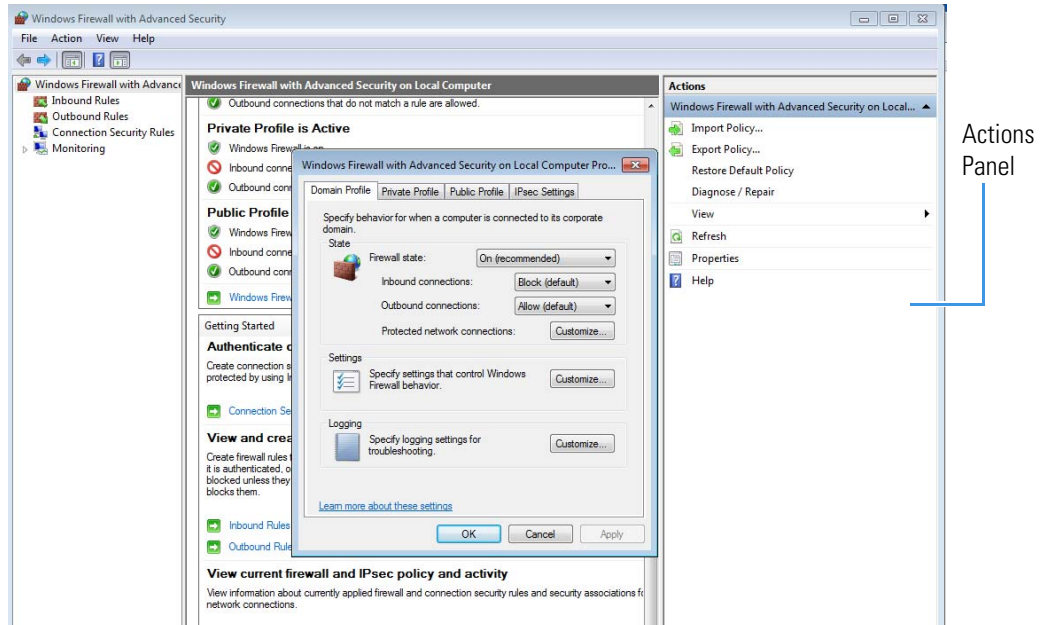 Windows Firewall with Advanced Security
File Action View Help
Windows Firewall with Advance
Inbound Rules
Outbound Rules
Connection Security Rules
Monitoring
Windows Firewall with Advanced Security on Local Computer
Outbound connections that do not match a rule are allowed.
Private Profile is Active
Windows Firewall is on
Inbound conne
Outbound conn
Public Profile
Windows Firew
Inbound conne
Outbound conn
Windows Firew
Getting Started
Authenticate c
Create connection s
protected by using
Connection Se
View and crea
Create firewall rules
it is authenticated, o
blocked unless they
blocks them.
Inbound Rules
Outbound Rule
View current firewall and IPsec policy and activity
View information about currently applied firewall and connection security rules and security associations fo
network connections.
Windows Firewall with Advanced Security on Local Computer Pro...
Domain Profile Private Profile Public Profile IPsec Settings
Specify behavior for when a computer is connected to its corporate
domain.
State
Firewall state: On (recommended)
Inbound connections: Block (default)
Outbound connections: Allow (default)
Protected network connections: Customize...
Settings
Specify settings that control Windows
Firewall behavior.
Customize...
Logging
Specify logging settings for
troubleshooting.
Customize...
Learn more about these settings
OK Cancel Apply
Actions
Windows Firewall with Advanced Security on Local...
Import Policy...
Export Policy...
Restore Default Policy
Diagnose / Repair
View
Refresh
Properties
Help
Actions
Panel